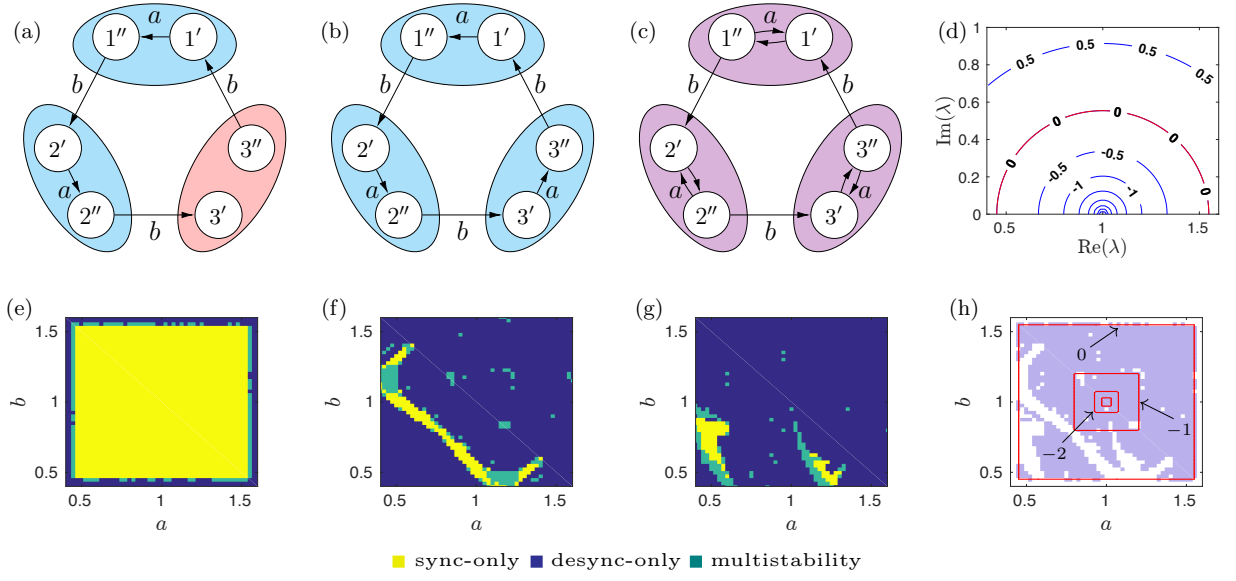 (a)
1″ a 1′
b
2′ 3″
a
2″ 3′
b
(b)
1″ a 1′
b b
2′ 3″
a a
2″ 3′
b
(c)
1″ 1′
b b
2′ 3″
2″ 3′
b
(d)
1
0.8
0.6
0.4
0.2
0
Im(λ)
0.5 0.5 0.5 0.5
0 0 0 0 0
-0.5 -0.5
-1 -1
0.5 1 1.5
Re(λ)
(e)
1.5
1
0.5
b
0.5 1 1.5
a
(f)
1.5
1
0.5
b
0.5 1 1.5
a
(g)
1.5
1
0.5
b
0.5 1 1.5
a
(h)
1.5
1
0.5
b
0
−1
−2
0.5 1 1.5
a
sync-only desync-only multistability